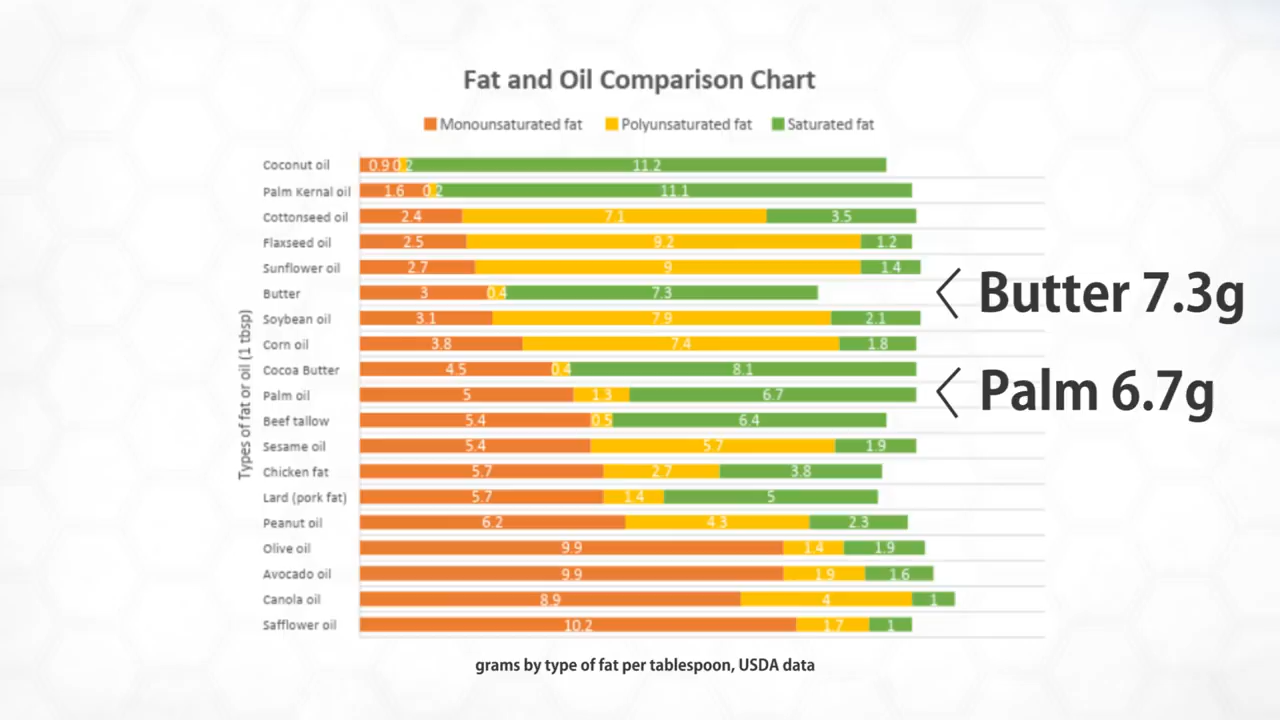 Fat and Oil Comparison Chart
Monounsaturated fat Polyunsaturated fat Saturated fat
Types of fat or oil (1 tbsp)
Coconut oil 0.9 0.2 11.2
Palm Kernal oil 1.6 0.2 11.1
Cottonseed oil 2.4 7.1 3.5
Flaxseed oil 2.5 9.2 1.2
Sunflower oil 2.7 9 1.4
Butter 3 0.4 7.3
Butter 7.3g
Soybean oil 3.1 7.9 2.1
Corn oil 3.8 7.4 1.8
Cocoa Butter 4.5 0.4 8.1
Palm oil 5 1.3 6.7
Palm 6.7g
Beef tallow 5.4 0.5 6.4
Sesame oil 5.4 5.7 1.9
Chicken fat 5.7 2.7 3.8
Lard (pork fat) 5.7 1.4 5
Peanut oil 6.2 4.3 2.3
Olive oil 9.9 1.4 1.9
Avocado oil 9.9 1.9 1.6
Canola oil 8.9 4 1
Safflower oil 10.2 1.7 1
grams by type of fat per tablespoon, USDA data